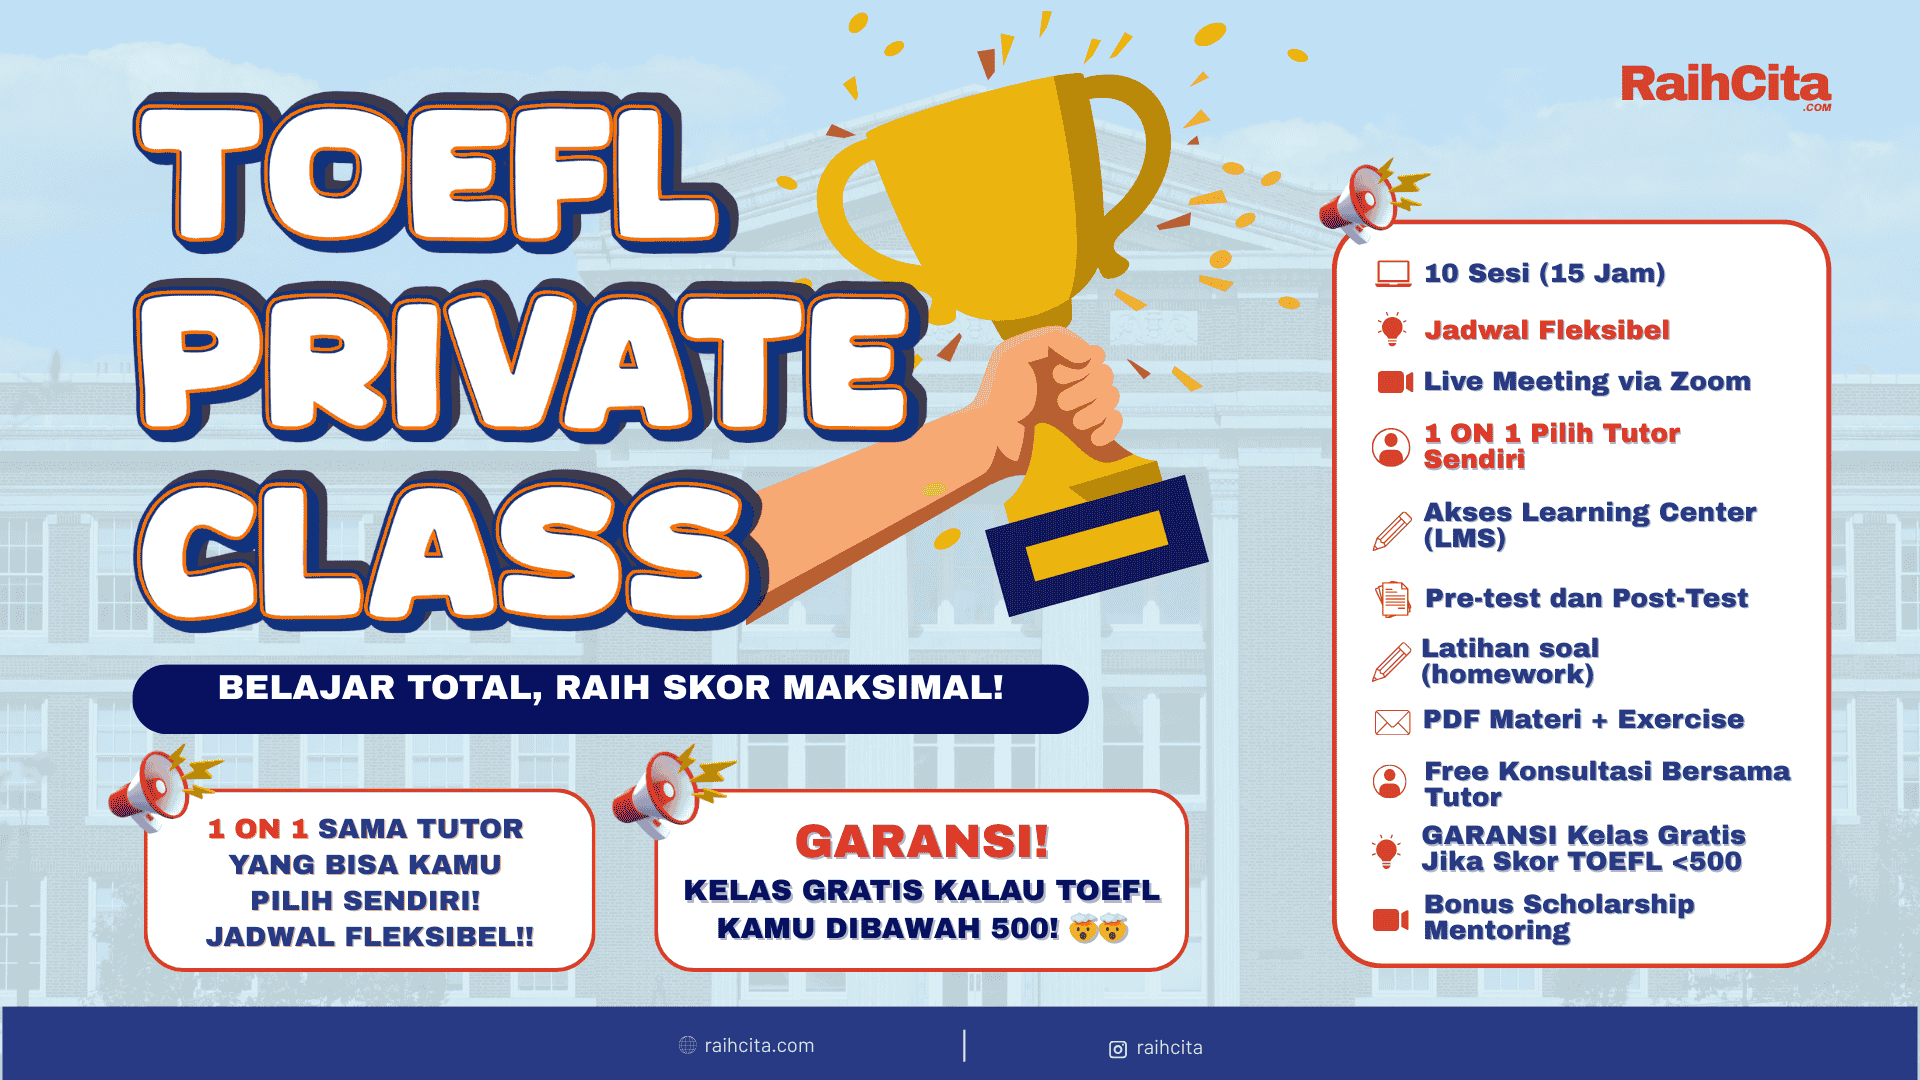 RaihCita
.COM
TOEFL
PRIVATE
CLASS
BELAJAR TOTAL, RAIH SKOR MAKSIMAL!
1 ON 1 SAMA TUTOR
YANG BISA KAMU
PILIH SENDIRI!
JADWAL FLEKSIBEL!!
GARANSI!
KELAS GRATIS KALAU TOEFL
KAMU DIBAWAH 500! 🤯🤯
10 Sesi (15 Jam)
Jadwal Fleksibel
Live Meeting via Zoom
1 ON 1 Pilih Tutor
Sendiri
Akses Learning Center
(LMS)
Pre-test dan Post-Test
Latihan soal
(homework)
PDF Materi + Exercise
Free Konsultasi Bersama
Tutor
GARANSI Kelas Gratis
Jika Skor TOEFL <500
Bonus Scholarship
Mentoring
raihcita.com
raihcita